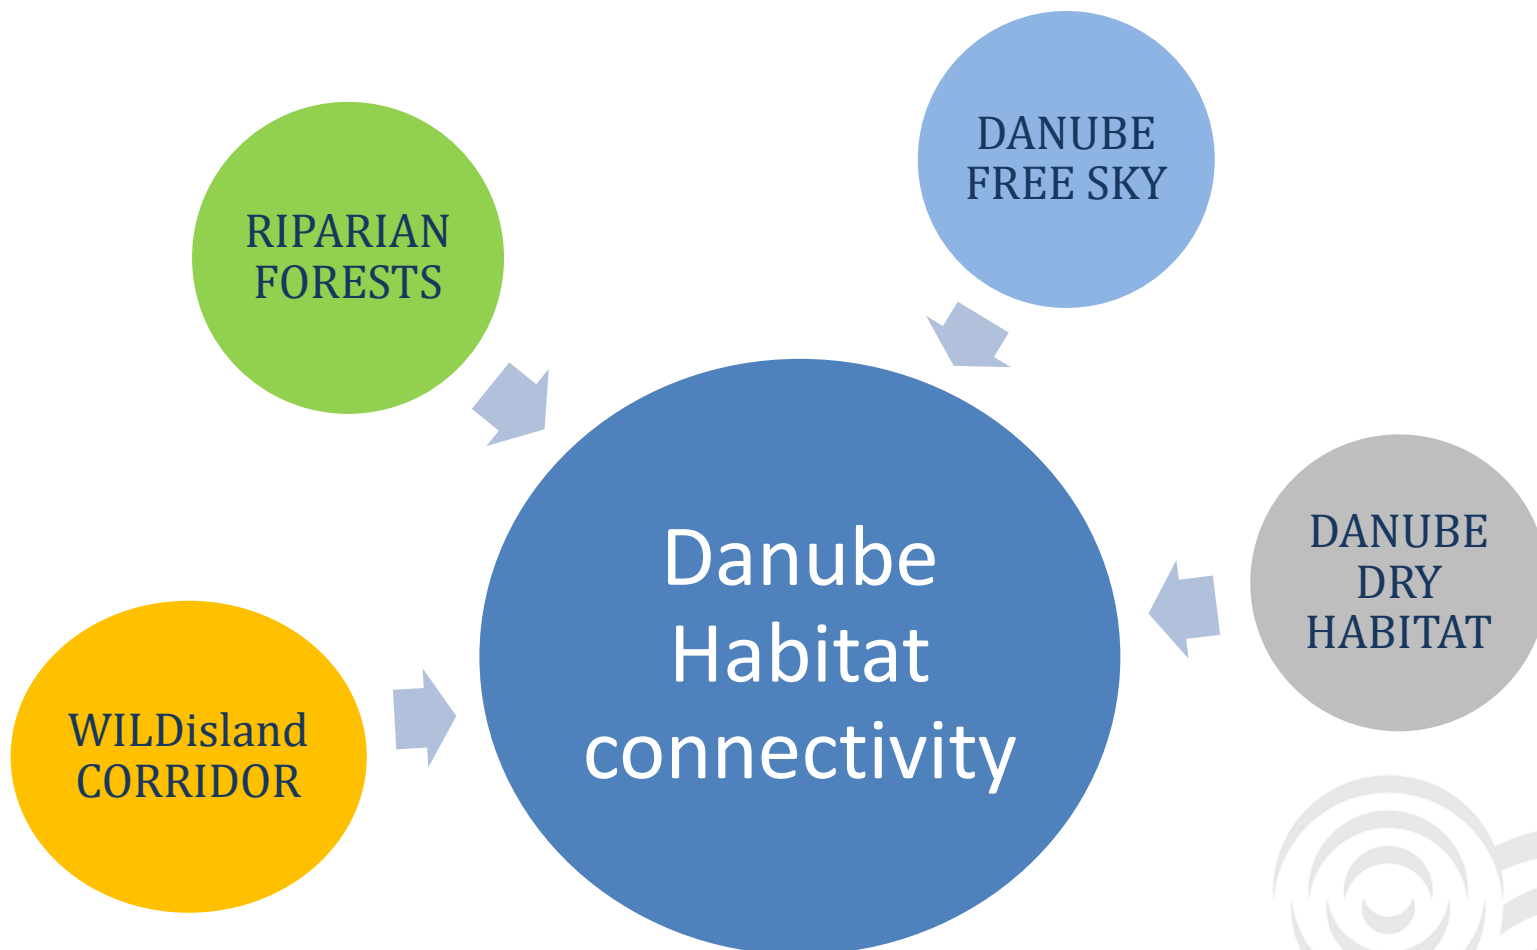 DANUBE
FREE SKY
RIPARIAN
FORESTS
DANUBE
DRY
HABITAT
Danube
Habitat
connectivity
WILDisland
CORRIDOR